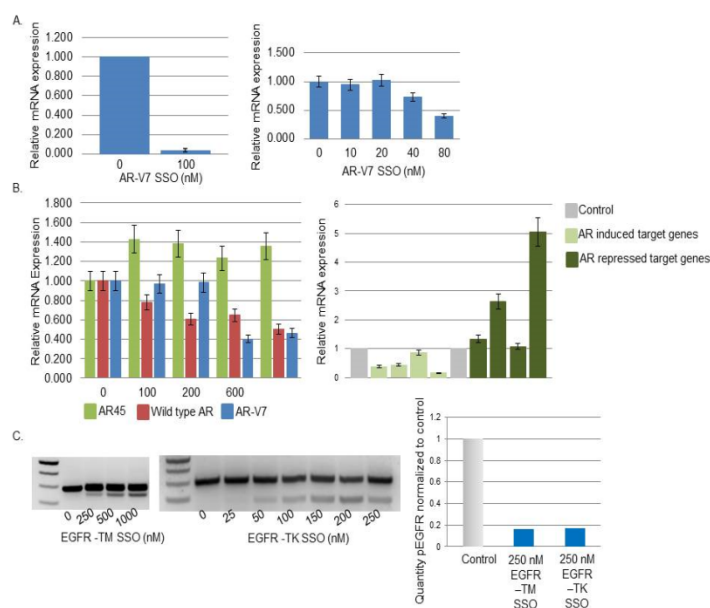 A.
Relative mRNA expression
1.200
1.000
0.800
0.600
0.400
0.200
0.000
0 100
AR-V7 SSO (nM)
Relative mRNA expression
1.500
1.000
0.500
0.000
0 10 20 40 80
AR-V7 SSO (nM)
B.
Relative mRNA Expression
1.800
1.600
1.400
1.200
1.000
0.800
0.600
0.400
0.200
0.000
0 100 200 600
AR45 Wild type AR AR-V7
Relative mRNA expression
6
5
4
3
2
1
0
Control
AR induced target genes
AR repressed target genes
C.
0 250 500 1000
EGFR -TM SSO (nM)
0 25 50 100 150 200 250
EGFR -TK SSO (nM)
Quantity pEGFR normalized to control
1.2
1
0.8
0.6
0.4
0.2
0
Control
250 nM
EGFR
–TM
SSO
250 nM
EGFR
–TK
SSO